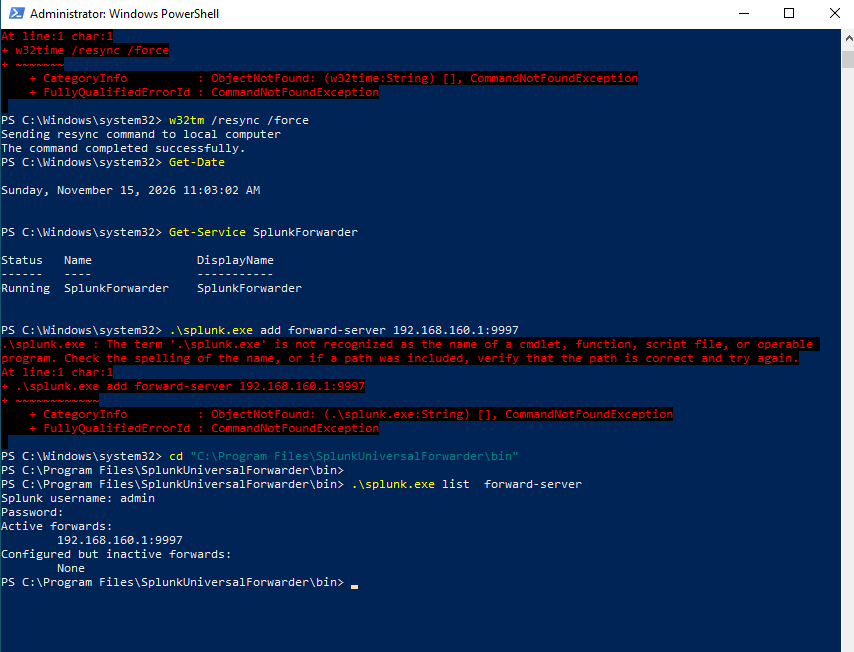 Administrator: Windows PowerShell
At line:1 char:1
+ w32time /resync /force
+ ~~~~~~~
    + CategoryInfo          : ObjectNotFound: (w32time:String) [], CommandNotFoundException
    + FullyQualifiedErrorId : CommandNotFoundException
PS C:\Windows\system32> w32tm /resync /force
Sending resync command to local computer
The command completed successfully.
PS C:\Windows\system32> Get-Date
Sunday, November 15, 2026 11:03:02 AM
PS C:\Windows\system32> Get-Service SplunkForwarder
Status   Name               DisplayName
------   ----               -----------
Running  SplunkForwarder    SplunkForwarder
PS C:\Windows\system32> .\splunk.exe add forward-server 192.168.160.1:9997
.\splunk.exe : The term '.\splunk.exe' is not recognized as the name of a cmdlet, function, script file, or operable
program. Check the spelling of the name, or if a path was included, verify that the path is correct and try again.
At line:1 char:1
+ .\splunk.exe add forward-server 192.168.160.1:9997
+ ~~~~~~~~~~~~
    + CategoryInfo          : ObjectNotFound: (.\splunk.exe:String) [], CommandNotFoundException
    + FullyQualifiedErrorId : CommandNotFoundException
PS C:\Windows\system32> cd "C:\Program Files\SplunkUniversalForwarder\bin"
PS C:\Program Files\SplunkUniversalForwarder\bin>
PS C:\Program Files\SplunkUniversalForwarder\bin> .\splunk.exe list  forward-server
Splunk username: admin
Password:
Active forwards:
        192.168.160.1:9997
Configured but inactive forwards:
        None
PS C:\Program Files\SplunkUniversalForwarder\bin>